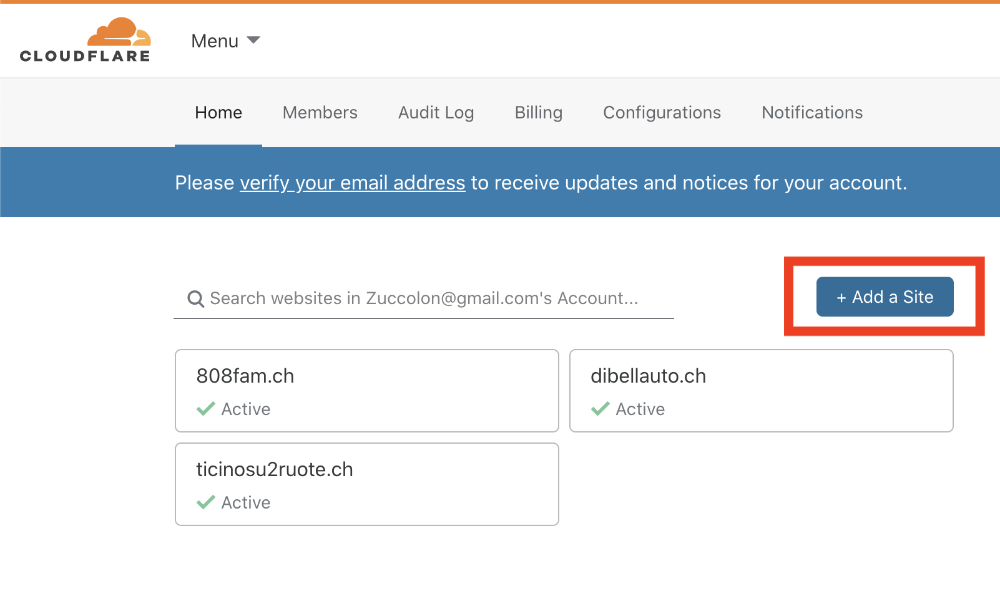 CLOUDFLARE
Menu
Home Members Audit Log Billing Configurations Notifications
Please verify your email address to receive updates and notices for your account.
Search websites in Zuccolon@gmail.com's Account...
+ Add a Site
808fam.ch
Active
dibellauto.ch
Active
ticinosu2ruote.ch
Active